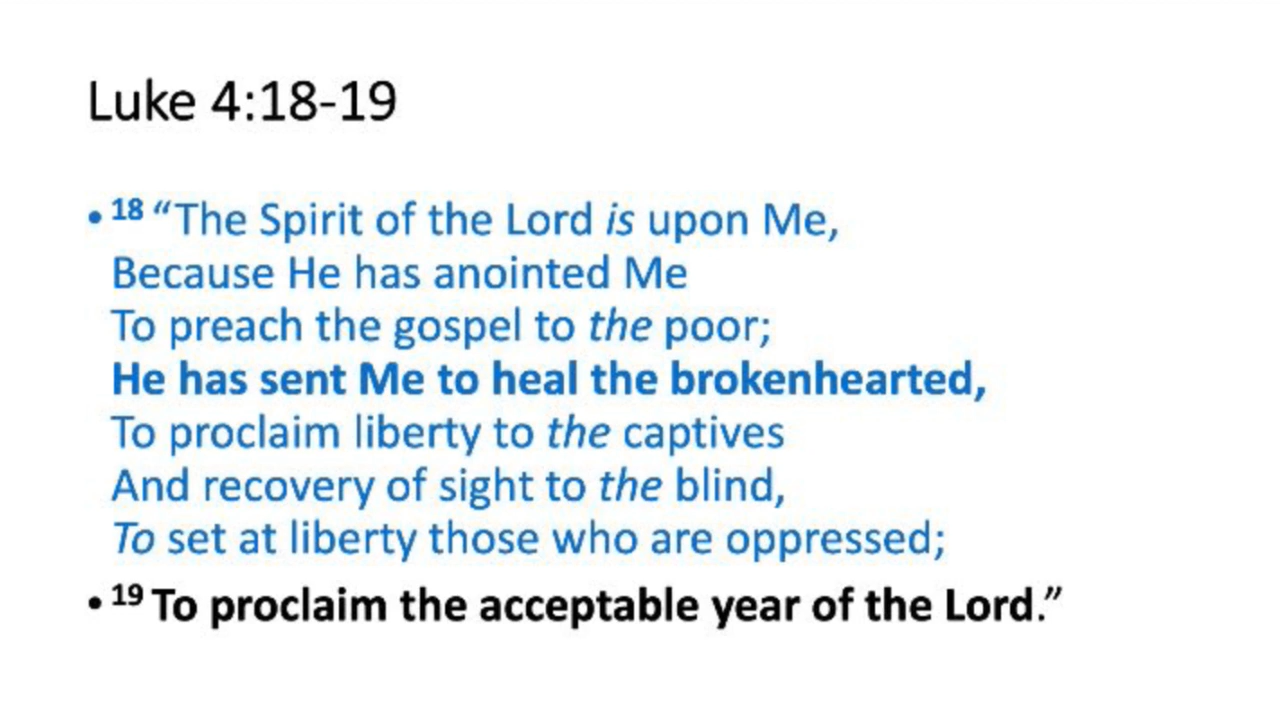 Luke 4:18-19
• 18 “The Spirit of the Lord is upon Me,
Because He has anointed Me
To preach the gospel to the poor;
He has sent Me to heal the brokenhearted,
To proclaim liberty to the captives
And recovery of sight to the blind,
To set at liberty those who are oppressed;
• 19 To proclaim the acceptable year of the Lord.”